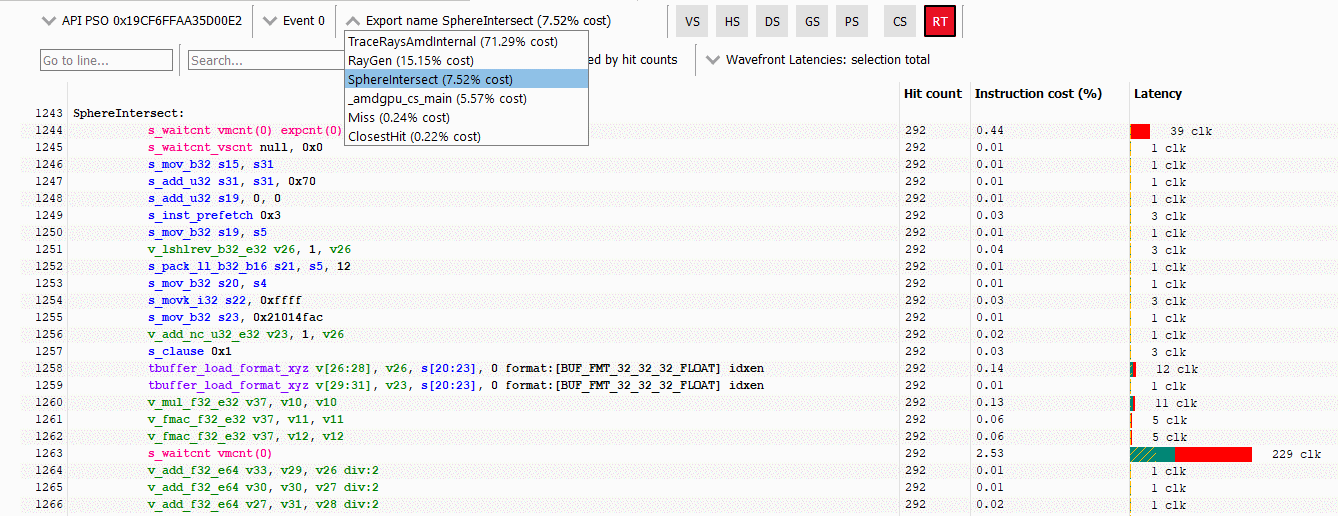 API PSO 0x19CF6FFAA35D00E2 Event 0 Export name SphereIntersect (7.52% cost) VS HS DS GS PS CS RT
TraceRaysAmdInternal (71.29% cost)
RayGen (15.15% cost)
SphereIntersect (7.52% cost)
_amdgpu_cs_main (5.57% cost)
Miss (0.24% cost)
ClosestHit (0.22% cost)
Go to line... Search... ed by hit counts Wavefront Latencies: selection total
Hit count Instruction cost (%) Latency
1243 SphereIntersect:
1244 s_waitcnt vmcnt(0) expcnt(0) 292 0.44 39 clk
1245 s_waitcnt_vscnt null, 0x0 292 0.01 1 clk
1246 s_mov_b32 s15, s31 292 0.01 1 clk
1247 s_add_u32 s31, s31, 0x70 292 0.01 1 clk
1248 s_add_u32 s19, 0, 0 292 0.01 1 clk
1249 s_inst_prefetch 0x3 292 0.03 3 clk
1250 s_mov_b32 s19, s5 292 0.01 1 clk
1251 v_lshlrev_b32_e32 v26, 1, v26 292 0.04 3 clk
1252 s_pack_ll_b32_b16 s21, s5, 12 292 0.01 1 clk
1253 s_mov_b32 s20, s4 292 0.01 1 clk
1254 s_movk_i32 s22, 0xffff 292 0.03 3 clk
1255 s_mov_b32 s23, 0x21014fac 292 0.01 1 clk
1256 v_add_nc_u32_e32 v23, 1, v26 292 0.02 1 clk
1257 s_clause 0x1 292 0.03 3 clk
1258 tbuffer_load_format_xyz v[26:28], v26, s[20:23], 0 format:[BUF_FMT_32_32_32_FLOAT] idxen 292 0.14 12 clk
1259 tbuffer_load_format_xyz v[29:31], v23, s[20:23], 0 format:[BUF_FMT_32_32_32_FLOAT] idxen 292 0.01 1 clk
1260 v_mul_f32_e32 v37, v10, v10 292 0.13 11 clk
1261 v_fmac_f32_e32 v37, v11, v11 292 0.06 5 clk
1262 v_fmac_f32_e32 v37, v12, v12 292 0.06 5 clk
1263 s_waitcnt vmcnt(0) 292 2.53 229 clk
1264 v_add_f32_e64 v33, v29, v26 div:2 292 0.01 1 clk
1265 v_add_f32_e64 v30, v30, v27 div:2 292 0.01 1 clk
1266 v_add_f32_e64 v27, v31, v28 div:2 292 0.02 1 clk